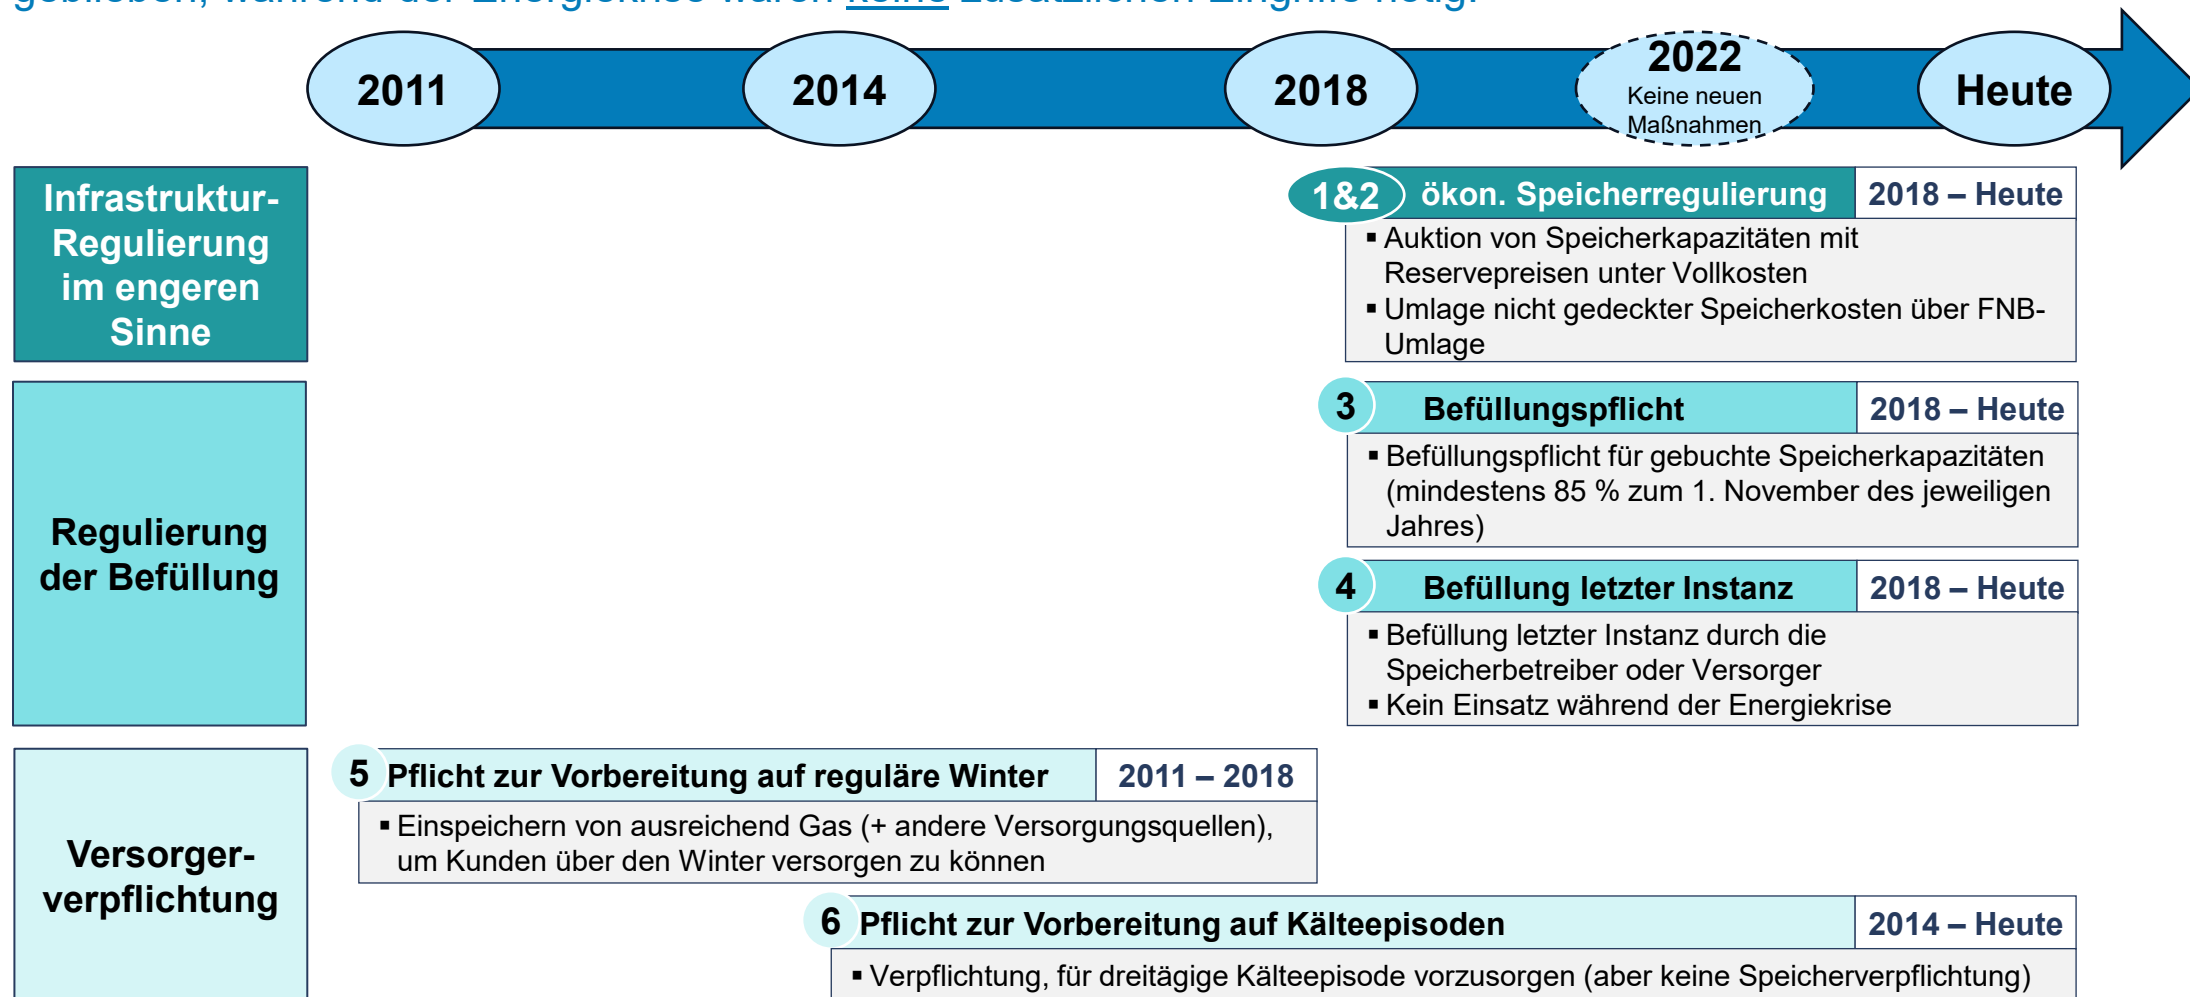 2011
2014
2018
2022
Keine neuen
Maßnahmen
Heute
Infrastruktur-
Regulierung
im engeren
Sinne
1&2 ökon. Speicherregulierung 2018 – Heute
▪ Auktion von Speicherkapazitäten mit
Reservepreisen unter Vollkosten
▪ Umlage nicht gedeckter Speicherkosten über FNB-
Umlage
Regulierung
der Befüllung
3 Befüllungspflicht 2018 – Heute
▪ Befüllungspflicht für gebuchte Speicherkapazitäten
(mindestens 85 % zum 1. November des jeweiligen
Jahres)
4 Befüllung letzter Instanz 2018 – Heute
▪ Befüllung letzter Instanz durch die
Speicherbetreiber oder Versorger
▪ Kein Einsatz während der Energiekrise
Versorger-
verpflichtung
5 Pflicht zur Vorbereitung auf reguläre Winter 2011 – 2018
▪ Einspeichern von ausreichend Gas (+ andere Versorgungsquellen),
um Kunden über den Winter versorgen zu können
6 Pflicht zur Vorbereitung auf Kälteepisoden 2014 – Heute
▪ Verpflichtung, für dreitägige Kälteepisode vorzusorgen (aber keine Speicherverpflichtung)